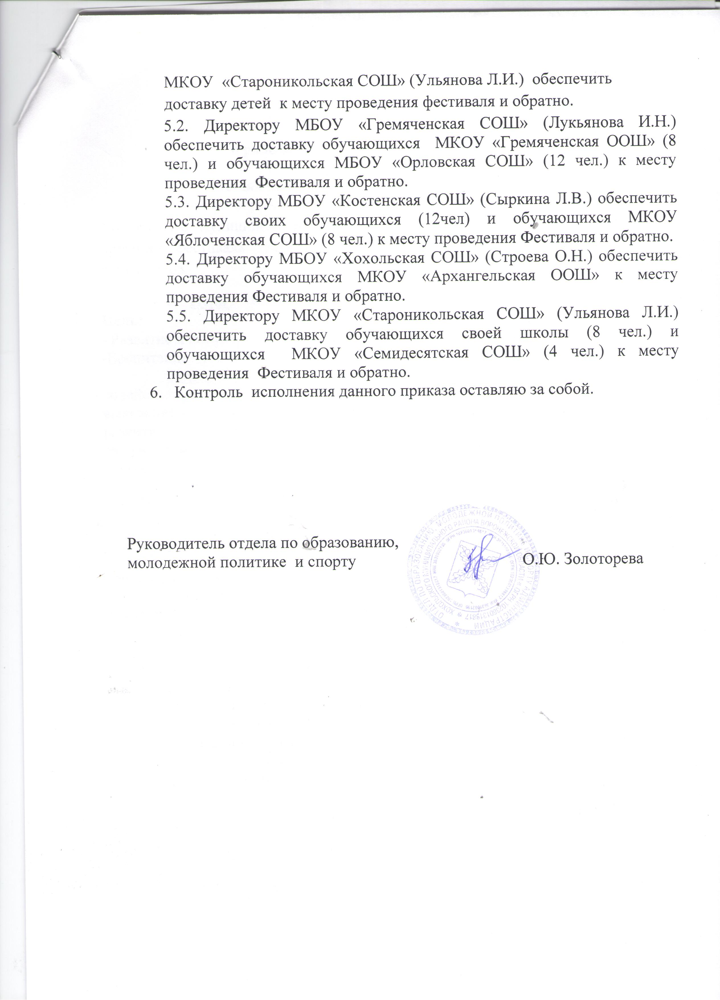 МКОУ «Староникольская СОШ» (Ульянова Л.И.) обеспечить
доставку детей к месту проведения фестиваля и обратно.
5.2. Директору МБОУ «Гремяченская СОШ» (Лукьянова И.Н.)
обеспечить доставку обучающихся МКОУ «Гремяченская ООШ» (8
чел.) и обучающихся МБОУ «Орловская СОШ» (12 чел.) к месту
проведения Фестиваля и обратно.
5.3. Директору МБОУ «Костенская СОШ» (Сыркина Л.В.) обеспечить
доставку своих обучающихся (12чел) и обучающихся МКОУ
«Яблоченская СОШ» (8 чел.) к месту проведения Фестиваля и обратно.
5.4. Директору МБОУ «Хохольская СОШ» (Строева О.Н.) обеспечить
доставку обучающихся МКОУ «Архангельская ООШ» к месту
проведения Фестиваля и обратно.
5.5. Директору МКОУ «Староникольская СОШ» (Ульянова Л.И.)
обеспечить доставку обучающихся своей школы (8 чел.) и
обучающихся МКОУ «Семидесятская СОШ» (4 чел.) к месту
проведения Фестиваля и обратно.
6. Контроль исполнения данного приказа оставляю за собой.
Руководитель отдела по образованию,
молодежной политике и спорту
О.Ю. Золоторева
ОТДЕЛ ПО ОБРАЗОВАНИЮ, МОЛОДЕЖНОЙ ПОЛИТИКЕ И СПОРТУ АДМИНИСТРАЦИИ *
ХОХОЛЬСКОГО МУНИЦИПАЛЬНОГО РАЙОНА ВОРОНЕЖСКОЙ ОБЛАСТИ * ОГРН 1023601318817 *